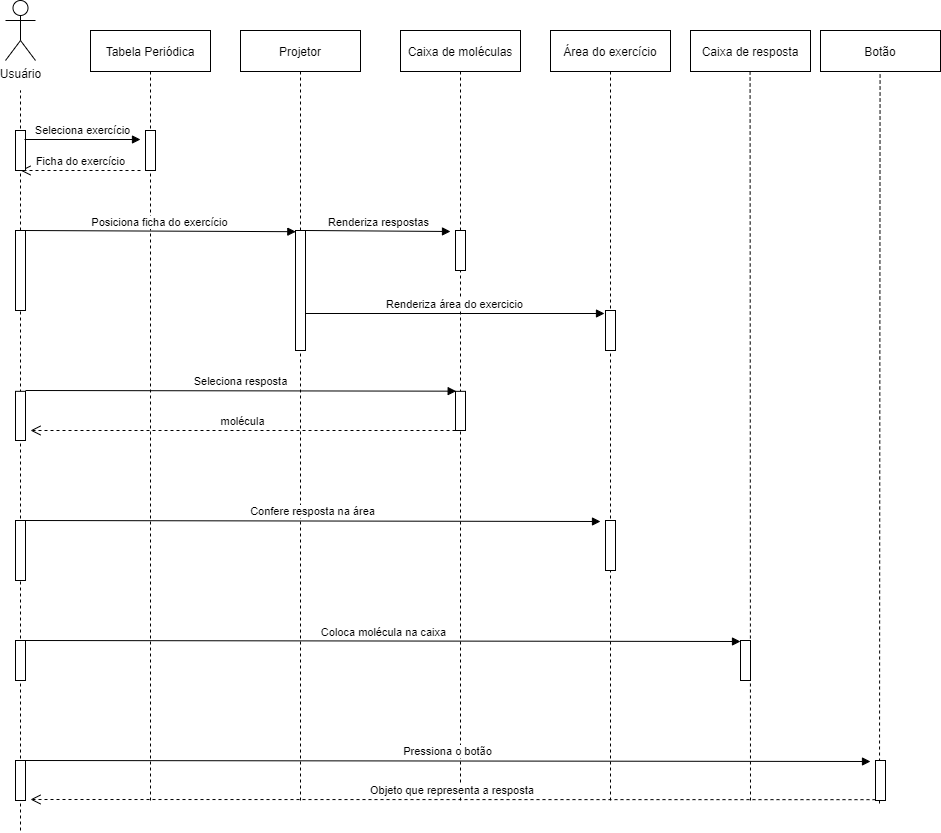 Usuário
Tabela Periódica
Projetor
Caixa de moléculas
Área do exercício
Caixa de resposta
Botão
Seleciona exercício
Ficha do exercício
Posiciona ficha do exercício
Renderiza respostas
Renderiza área do exercicio
Seleciona resposta
molécula
Confere resposta na área
Coloca molécula na caixa
Pressiona o botão
Objeto que representa a resposta